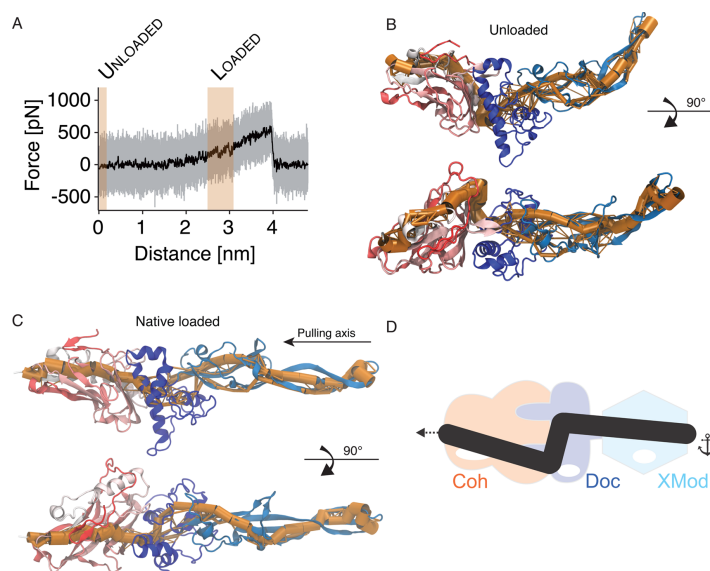 A
UNLOADED
LOADED
1000
500
0
-500
Force [pN]
0 1 2 3 4
Distance [nm]
B
Unloaded
90°
C
Native loaded
Pulling axis
90°
D
Coh
Doc
XMod